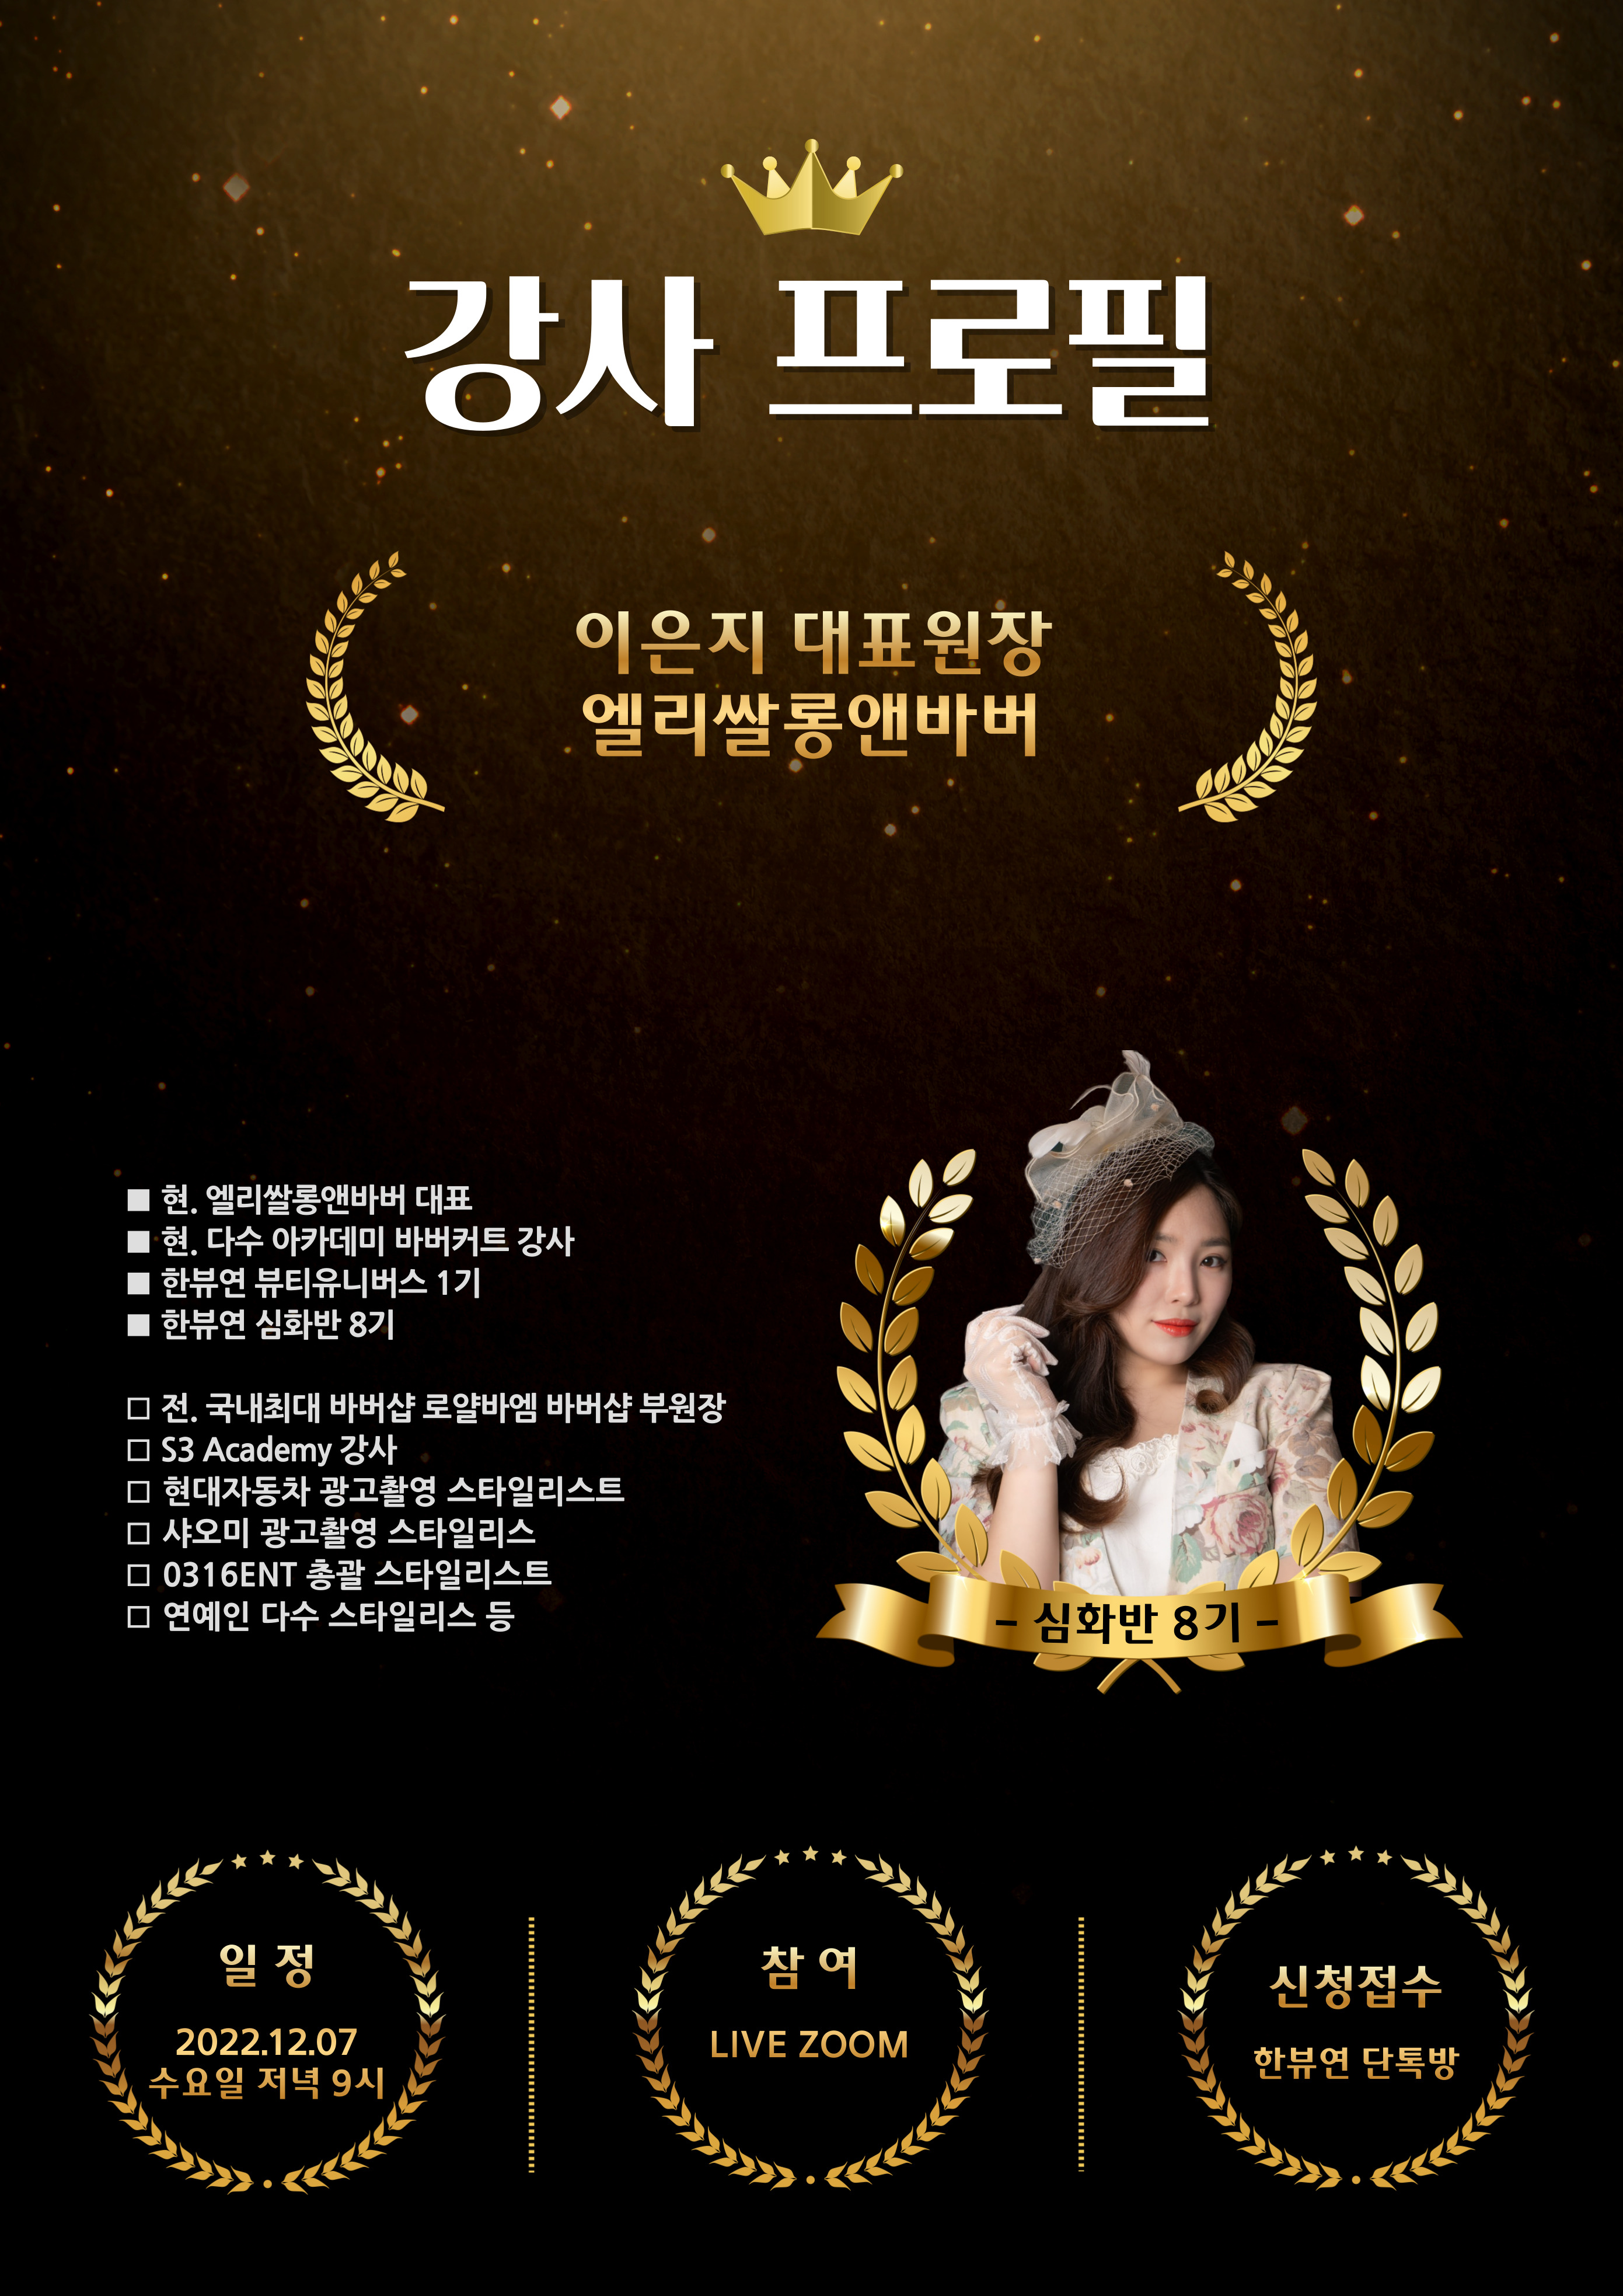 강사 프로필
이은지 대표원장
엘리쌀롱앤바버
■ 현. 엘리쌀롱앤바버 대표
■ 현. 다수 아카데미 바버커트 강사
■ 한뷰연 뷰티유니버스 1기
■ 한뷰연 심화반 8기
□ 전. 국내최대 바버샵 로얄바엠 바버샵 부원장
□ S3 Academy 강사
□ 현대자동차 광고촬영 스타일리스트
□ 샤오미 광고촬영 스타일리스
□ 0316ENT 총괄 스타일리스트
□ 연예인 다수 스타일리스 등
- 심화반 8기 -
일 정
2022.12.07
수요일 저녁 9시
참 여
LIVE ZOOM
신청접수
한뷰연 단톡방